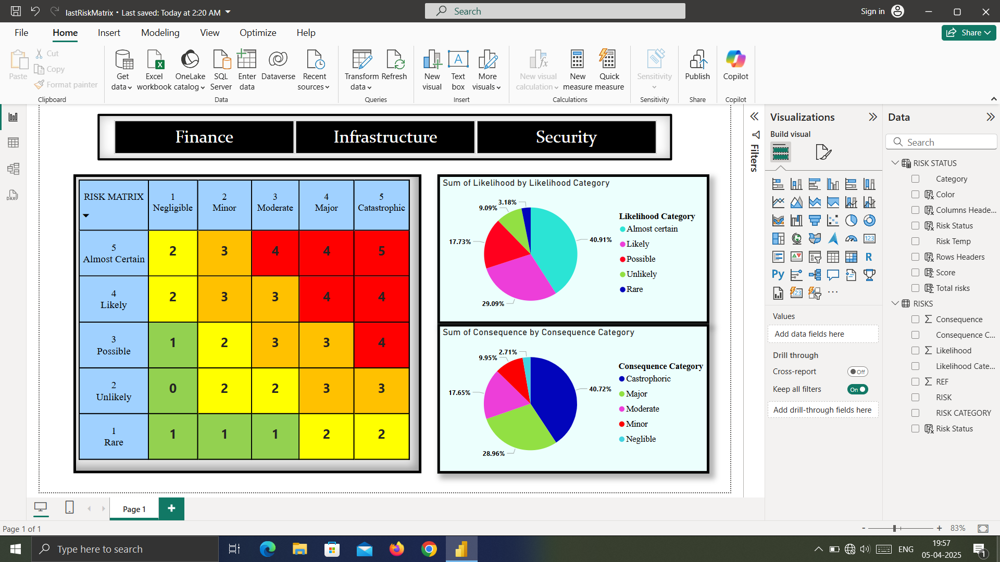 lastRiskMatrix • Last saved: Today at 2:20 AM
Search
Sign in
File
Home
Insert
Modeling
View
Optimize
Help
Share
Paste
Cut
Copy
Format painter
Clipboard
Get
data
Excel
workbook
OneLake
catalog
SQL
Server
Enter
data
Dataverse
Recent
sources
Data
Transform
data
Refresh
Queries
New
visual
Text
box
More
visuals
Insert
New visual
calculation
New
measure
Quick
measure
Calculations
Sensitivity
Sensitivity
Publish
Share
Copilot
Copilot
Finance
Infrastructure
Security
RISK MATRIX
1
Negligible
2
Minor
3
Moderate
4
Major
5
Catastrophic
5
Almost Certain
2 3 4 4 5
4
Likely
2 3 3 4 4
3
Possible
1 2 3 3 4
2
Unlikely
0 2 2 3 3
1
Rare
1 1 1 2 2
Sum of Likelihood by Likelihood Category
3.18%
9.09%
17.73%
40.91%
29.09%
Likelihood Category
Almost certain
Likely
Possible
Unlikely
Rare
Sum of Consequence by Consequence Category
2.71%
9.95%
17.65%
40.72%
28.96%
Consequence Category
Castrophoric
Major
Moderate
Minor
Neglible
Filters
Visualizations
Build visual
123
R
Py
123
Values
Add data fields here
Drill through
Cross-report
Off
Keep all filters
On
Add drill-through fields here
Data
Search
RISK STATUS
Category
Color
Columns Heade...
Risk Status
Risk Temp
Rows Headers
Score
Total risks
RISKS
Consequence
Consequence C...
Likelihood
Likelihood Cate...
REF
RISK
RISK CATEGORY
Risk Status
DAX
Page 1
Page 1 of 1
- + 83%
Type here to search
ENG
19:57
05-04-2025
1